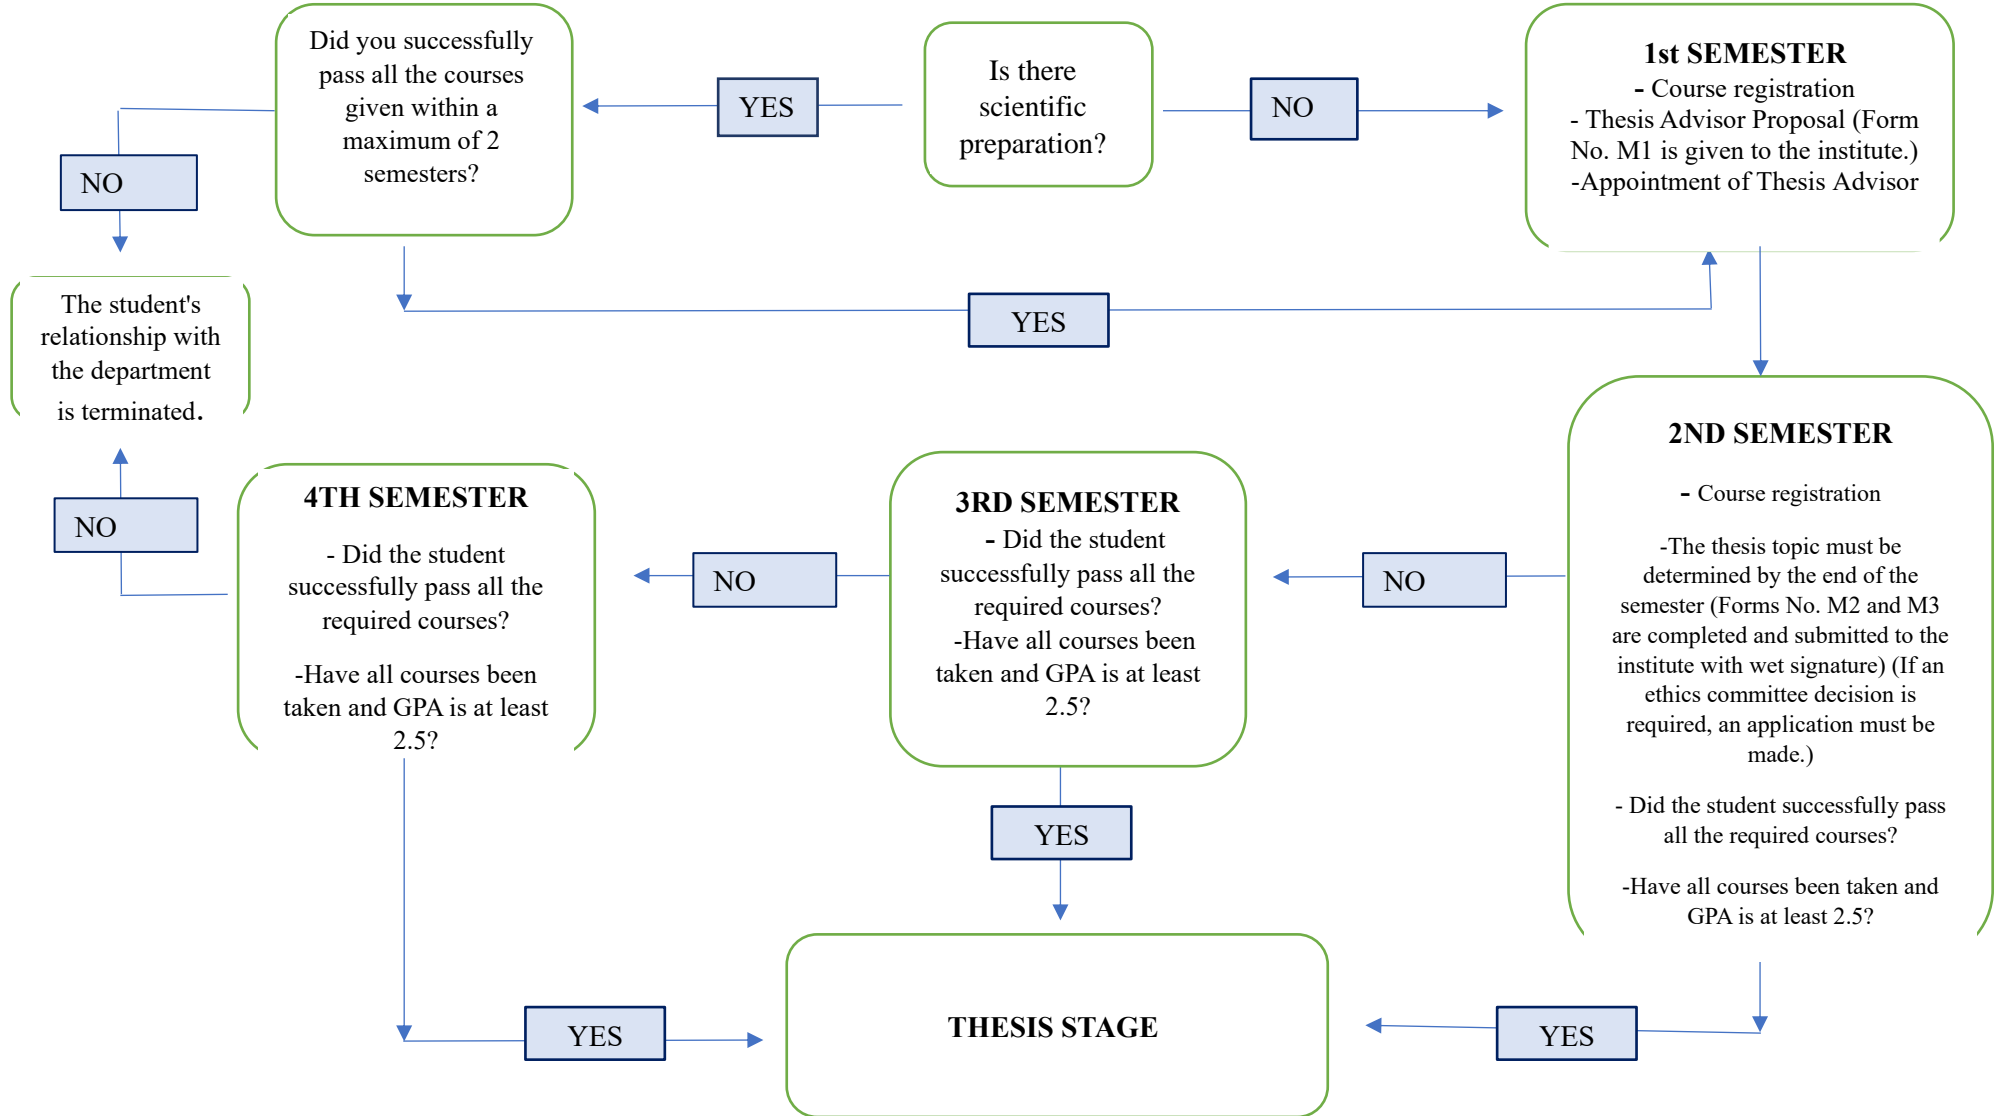 Did you successfully
pass all the courses
given within a
maximum of 2
semesters?
YES
Is there
scientific
preparation?
NO
1st SEMESTER
- Course registration
- Thesis Advisor Proposal (Form
No. M1 is given to the institute.)
-Appointment of Thesis Advisor
NO
The student's
relationship with
the department
is terminated.
YES
NO
4TH SEMESTER
- Did the student
successfully pass all the
required courses?
-Have all courses been
taken and GPA is at least
2.5?
NO
3RD SEMESTER
- Did the student
successfully pass all the
required courses?
-Have all courses been
taken and GPA is at least
2.5?
NO
2ND SEMESTER
- Course registration
-The thesis topic must be
determined by the end of the
semester (Forms No. M2 and M3
are completed and submitted to the
institute with wet signature) (If an
ethics committee decision is
required, an application must be
made.)
- Did the student successfully pass
all the required courses?
-Have all courses been taken and
GPA is at least 2.5?
YES
YES
THESIS STAGE
YES